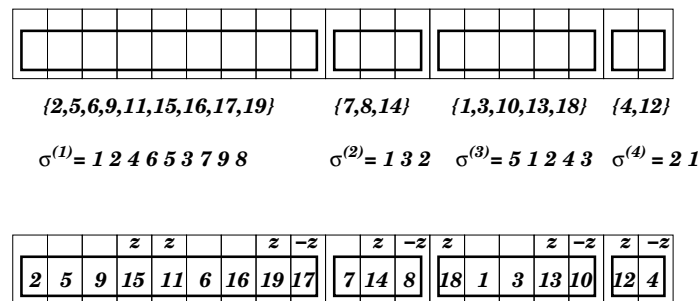 {2,5,6,9,11,15,16,17,19} {7,8,14} {1,3,10,13,18} {4,12}
σ(1)= 1 2 4 6 5 3 7 9 8 σ(2)= 1 3 2 σ(3)= 5 1 2 4 3 σ(4)= 2 1
z z z −z z −z z z −z z −z
2 5 9 15 11 6 16 19 17 7 14 8 18 1 3 13 10 12 4